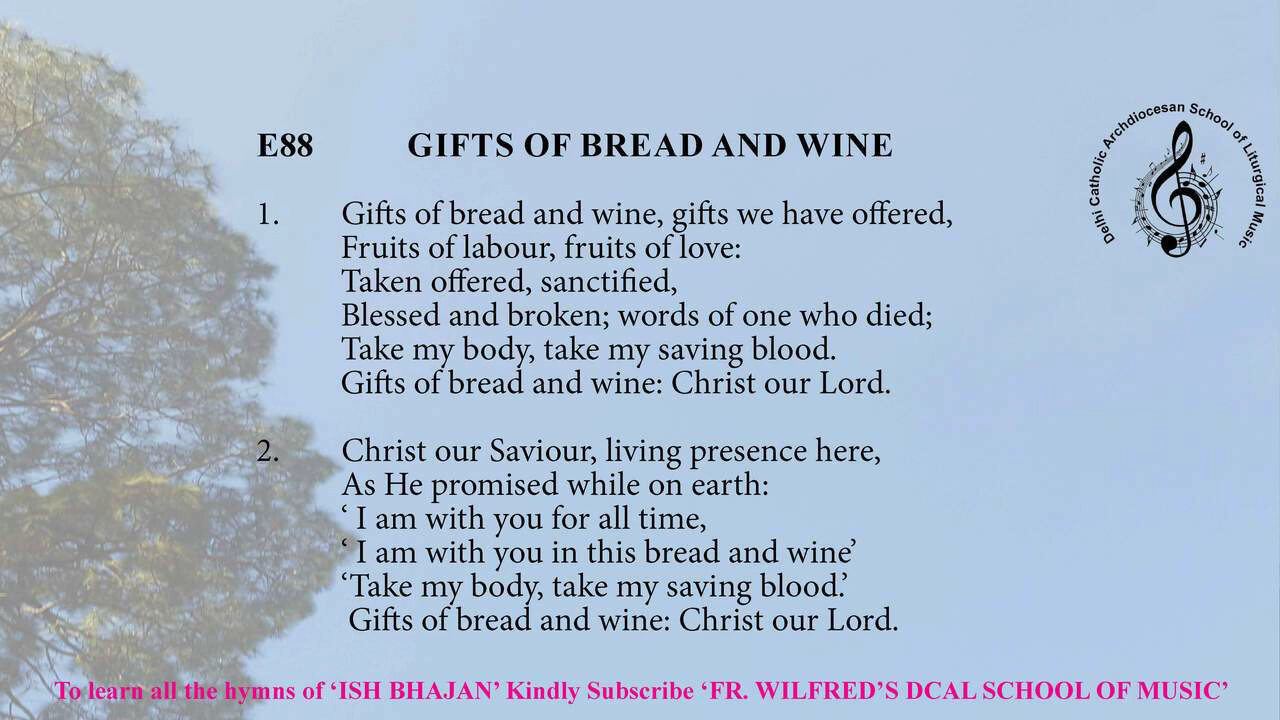 Delhi Catholic Archdiocesan School of Liturgical Music
E88 GIFTS OF BREAD AND WINE
1. Gifts of bread and wine, gifts we have offered,
Fruits of labour, fruits of love:
Taken offered, sanctified,
Blessed and broken; words of one who died;
Take my body, take my saving blood.
Gifts of bread and wine: Christ our Lord.
2. Christ our Saviour, living presence here,
As He promised while on earth:
‘ I am with you for all time,
‘ I am with you in this bread and wine’
‘Take my body, take my saving blood.’
Gifts of bread and wine: Christ our Lord.
To learn all the hymns of ‘ISH BHAJAN’ Kindly Subscribe ‘FR. WILFRED’S DCAL SCHOOL OF MUSIC’